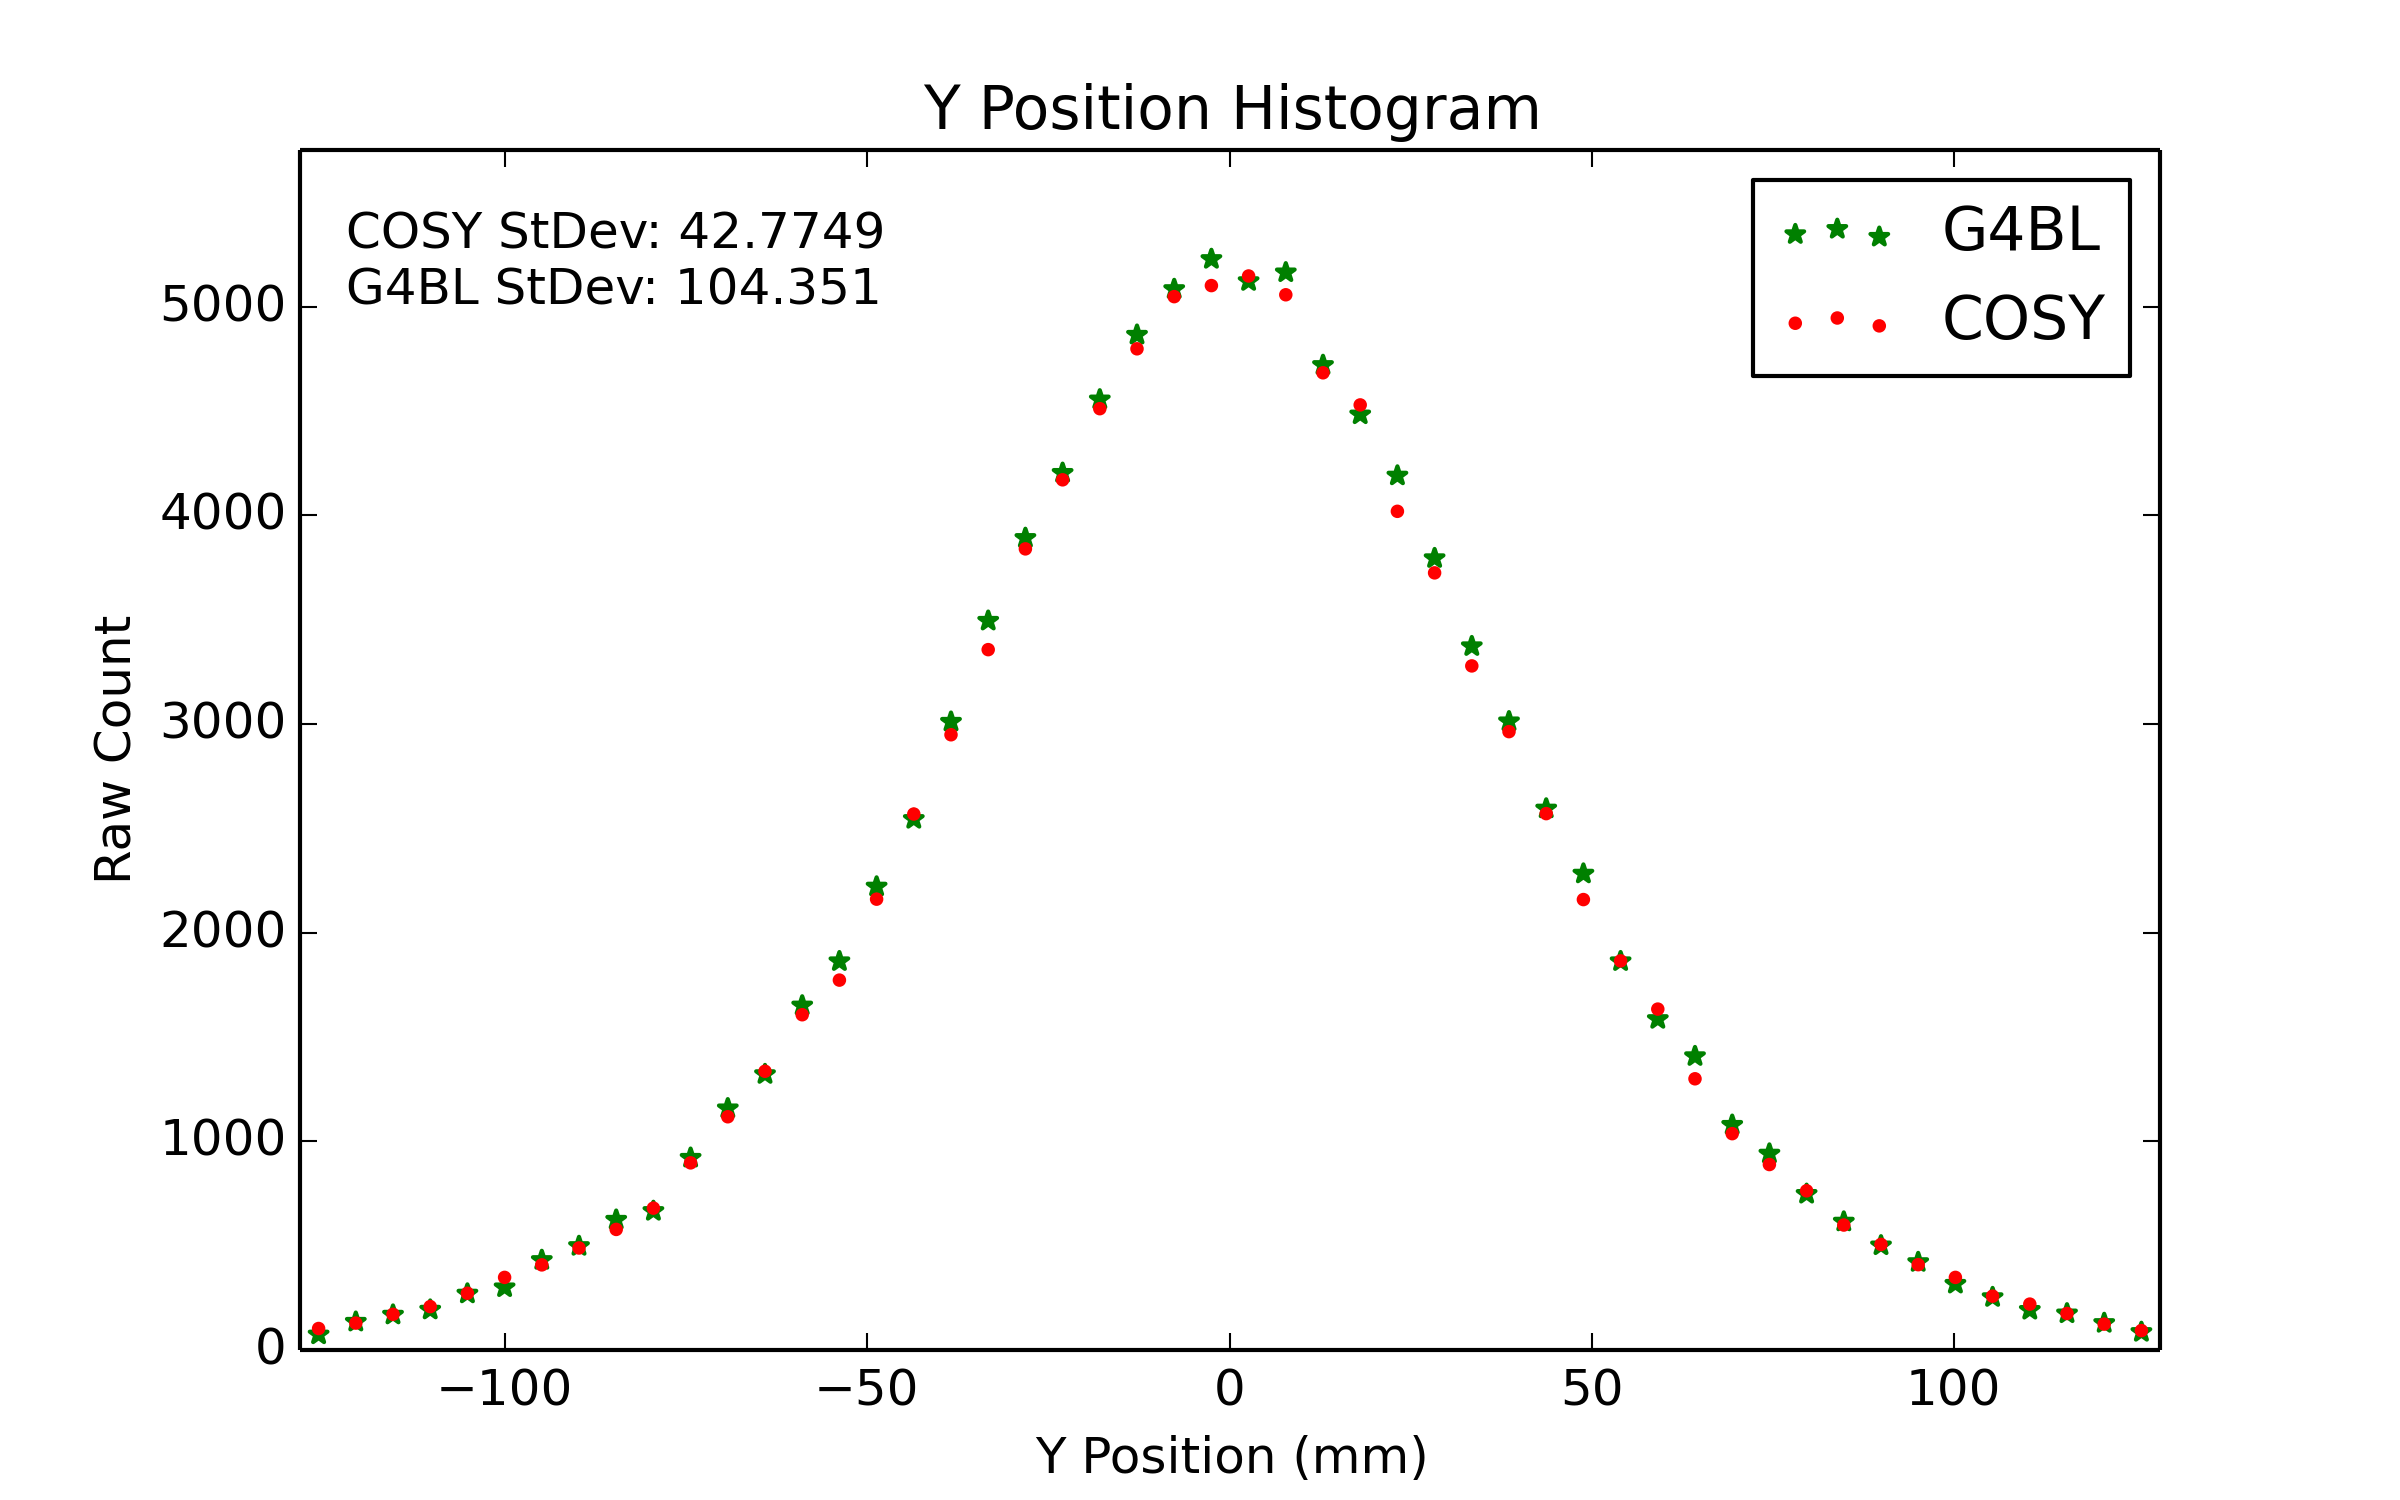 Y Position Histogram
COSY StDev: 42.7749
G4BL StDev: 104.351
G4BL
COSY
5000
4000
3000
2000
1000
0
Raw Count
−100 −50 0 50 100
Y Position (mm)